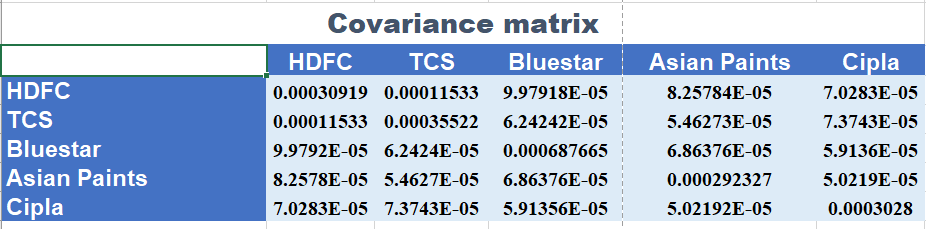 Covariance matrix
HDFC TCS Bluestar Asian Paints Cipla
HDFC 0.00030919 0.00011533 9.97918E-05 8.25784E-05 7.0283E-05
TCS 0.00011533 0.00035522 6.24242E-05 5.46273E-05 7.3743E-05
Bluestar 9.9792E-05 6.2424E-05 0.000687665 6.86376E-05 5.9136E-05
Asian Paints 8.2578E-05 5.4627E-05 6.86376E-05 0.000292327 5.0219E-05
Cipla 7.0283E-05 7.3743E-05 5.91356E-05 5.02192E-05 0.0003028